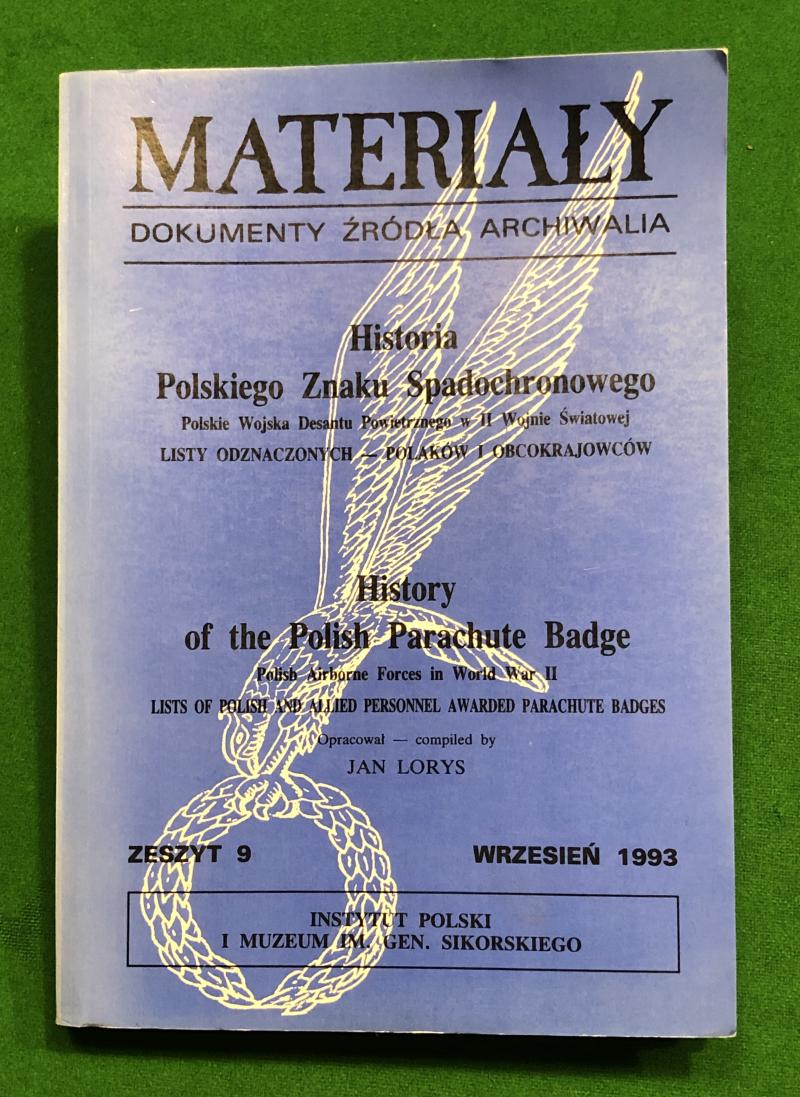 MATERIAŁY
DOKUMENTY ŹRÓDŁA ARCHIWALIA
Historia
Polskiego Znaku Spadochronowego
Polskie Wojska Desantu Powietrznego w II Wojnie Światowej
LISTY ODZNACZONYCH — POLAKÓW I OBCOKRAJOWCÓW
History
of the Polish Parachute Badge
Polish Airborne Forces in World War II
LISTS OF POLISH AND ALLIED PERSONNEL AWARDED PARACHUTE BADGES
Opracował — compiled by
JAN LORYS
ZESZYT 9 WRZESIEŃ 1993
INSTYTUT POLSKI
I MUZEUM IM. GEN. SIKORSKIEGO